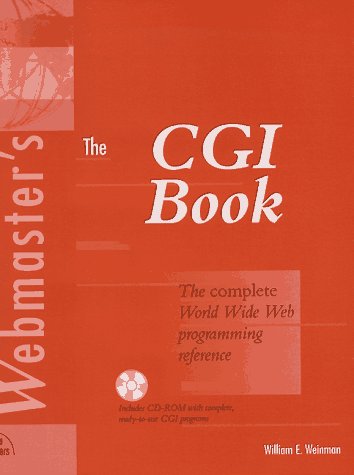 Webmaster's
The
CGI
Book
The complete
World Wide Web
programming
reference
Includes CD-ROM with complete,
ready-to-use CGI programs
William E. Weinman